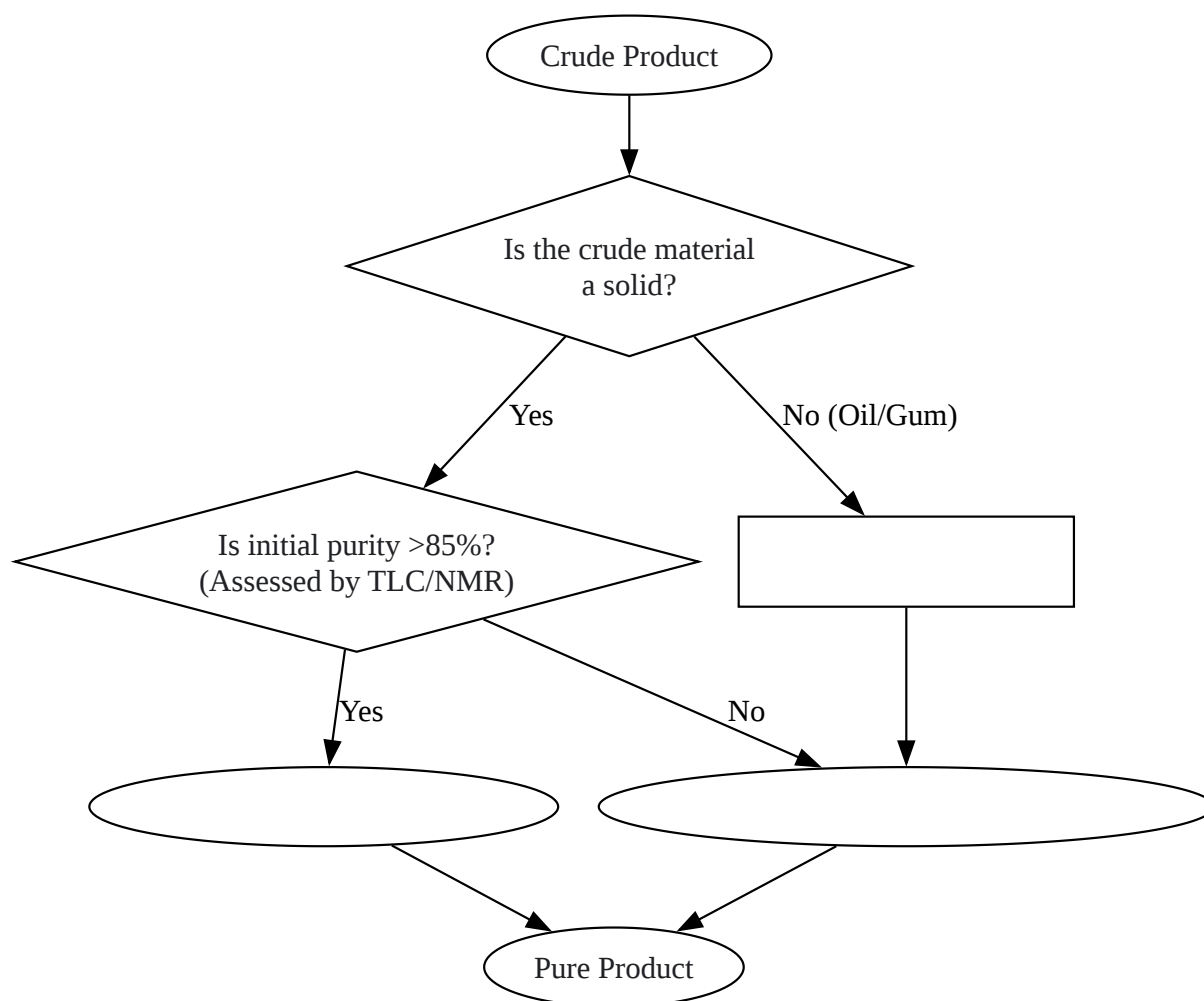 Crude Product
Is the crude material
a solid?
Yes
No (Oil/Gum)
Is initial purity >85%?
(Assessed by TLC/NMR)
Yes
No
Pure Product